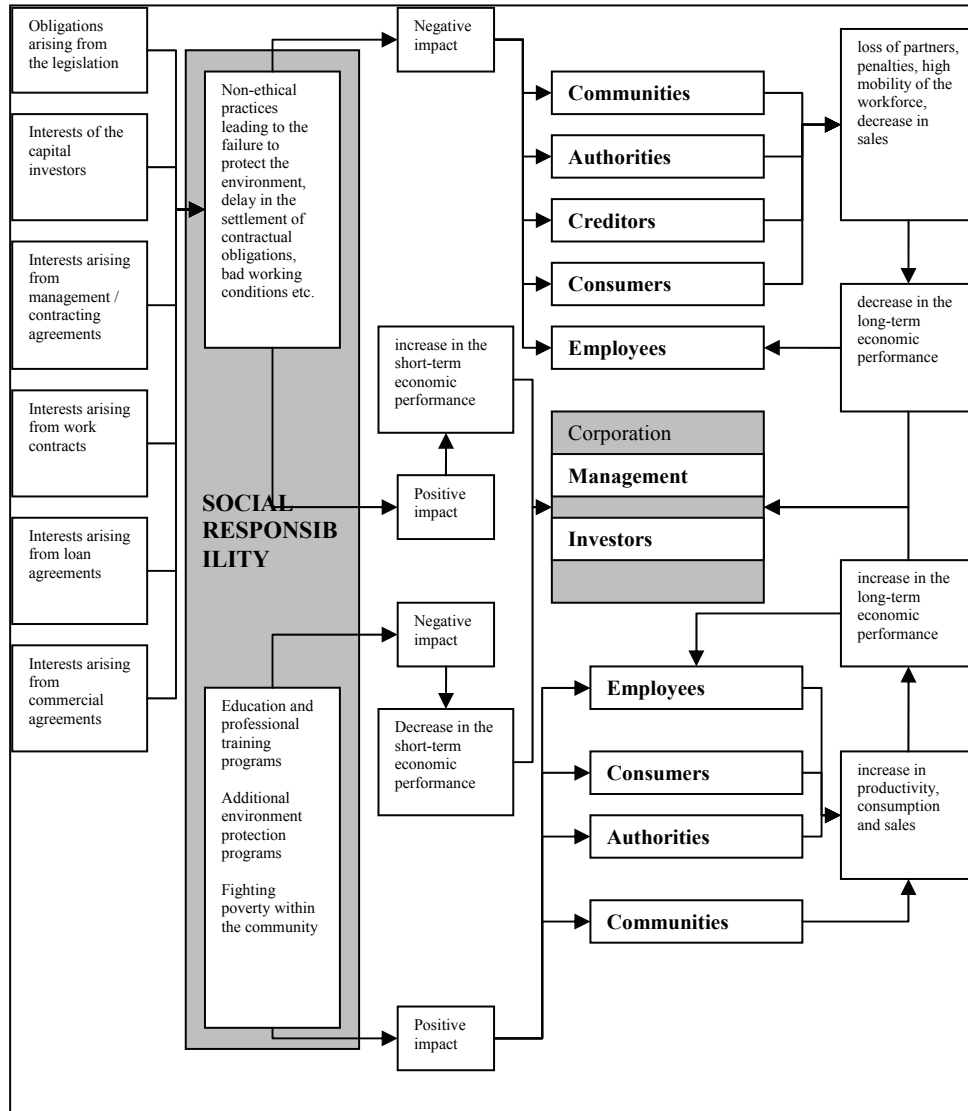 Obligations
arising from
the legislation
Interests of the
capital
investors
Interests arising
from
management /
contracting
agreements
Interests arising
from work
contracts
Interests arising
from loan
agreements
Interests arising
from
commercial
agreements
Non-ethical
practices
leading to the
failure to
protect the
environment,
delay in the
settlement of
contractual
obligations,
bad working
conditions etc.
SOCIAL
RESPONSIB
ILITY
Education and
professional
training
programs
Additional
environment
protection
programs
Fighting
poverty within
the community
Negative
impact
increase in the
short-term
economic
performance
Positive
impact
Negative
impact
Decrease in the
short-term
economic
performance
Positive
impact
Communities
Authorities
Creditors
Consumers
Employees
Corporation
Management
Investors
Employees
Consumers
Authorities
Communities
loss of partners,
penalties, high
mobility of the
workforce,
decrease in
sales
decrease in the
long-term
economic
performance
increase in the
long-term
economic
performance
increase in
productivity,
consumption
and sales